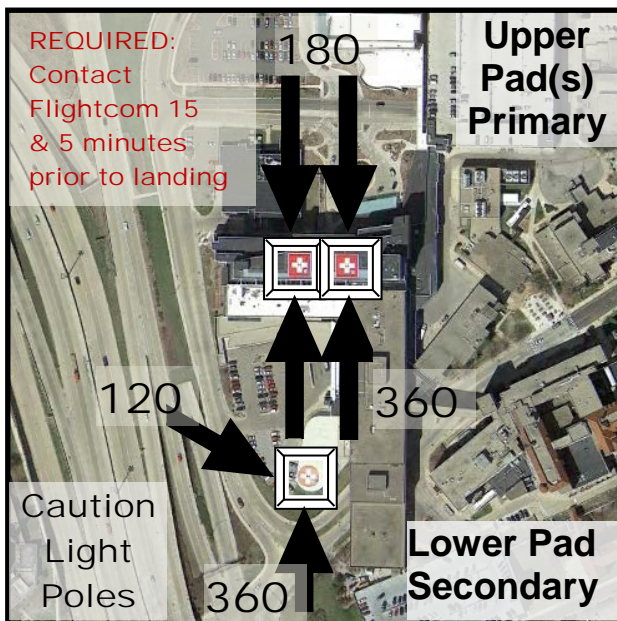 REQUIRED:
Contact
Flightcom 15
& 5 minutes
prior to landing
180
Upper
Pad(s)
Primary
120
360
Caution
Light
Poles
360
Lower Pad
Secondary